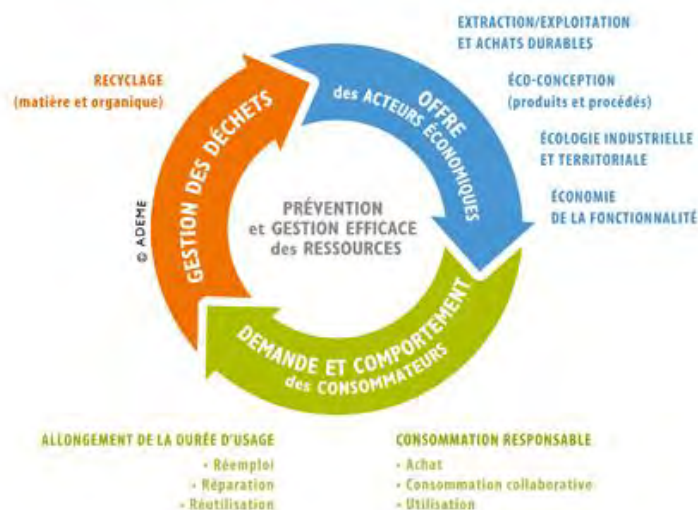 EXTRACTION/EXPLOITATION
ET ACHATS DURABLES
RECYCLAGE
(matière et organique)
ÉCO-CONCEPTION
(produits et procédés)
ÉCOLOGIE INDUSTRIELLE
ET TERRITORIALE
ÉCONOMIE
DE LA FONCTIONNALITÉ
OFFRE
des ACTEURS ÉCONOMIQUES
GESTION DES DÉCHETS
PRÉVENTION
et GESTION EFFICACE
des RESSOURCES
© ADEME
DEMANDE ET COMPORTEMENT
des CONSOMMATEURS
ALLONGEMENT DE LA DURÉE D'USAGE
• Réemploi
• Réparation
• Réutilisation
CONSOMMATION RESPONSABLE
• Achat
• Consommation collaborative
• Utilisation